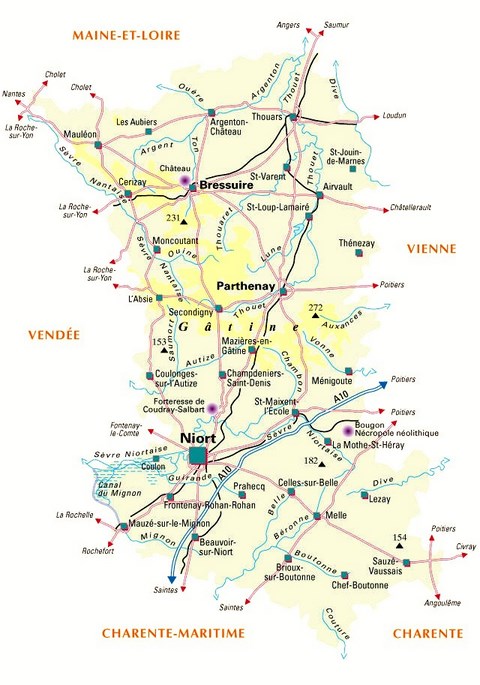 Angers
Saumur
MAINE-ET-LOIRE
Cholet
Cholet
Nantes
La Roche-
sur-Yon
Ouère
Argenton
Thouet
Dive
Loudun
Les Aubiers
Argenton-
Château
Thouars
Mauléon
Argent
Ton
Sèvre
Nantaise
Château
St-Varent
Thouet
St-Jouin-
de-Marnes
Cerizay
Bressuire
Airvault
La Roche-
sur-Yon
231
Thouaret
St-Loup-Lamairé
Châtellerault
Moncoutant
Ouine
Sèvre
Nantaise
Lune
Thénezay
VIENNE
La Roche-
sur-Yon
Parthenay
Poitiers
L'Absie
Secondigny
Thouet
272
Auxances
Gâtine
VENDÉE
153
Saumort
Mazières-en-
Gâtine
Vonne
Autize
Chambon
Coulonges-
sur-l'Autize
Champdeniers-
Saint-Denis
Ménigoute
Poitiers
Forteresse de
Coudray-Salbart
St-Maixent-
l'École
A10
Poitiers
Fontenay-
le-Comte
Niort
Sèvre
Niortaise
Bougon
Nécropole néolithique
La Mothe-St-Héray
Sèvre Niortaise
Coulon
A10
182
Canal
du Mignon
Guirande
Prahecq
Celles-sur-Belle
Dive
Lezay
Frontenay-Rohan-Rohan
Belle
La Rochelle
Mauzé-sur-le-Mignon
Béronne
Melle
Poitiers
Rochefort
Mignon
Beauvoir-
sur-Niort
154
Civray
Boutonne
Sauzé-
Vaussais
Brioux-
sur-Boutonne
Chef-Boutonne
Saintes
Saintes
Angoulême
Couture
CHARENTE-MARITIME
CHARENTE